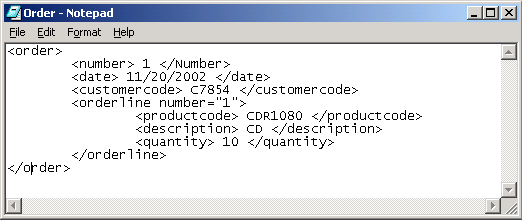 Order - Notepad
File Edit Format Help
<order>
<number> 1 </Number>
<date> 11/20/2002 </date>
<customercode> C7854 </customercode>
<orderline number="1">
<productcode> CDR1080 </productcode>
<description> CD </description>
<quantity> 10 </quantity>
</orderline>
</order>